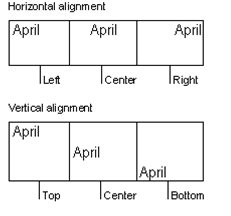 Horizontal alignment
April April April
Left Center Right
Vertical alignment
April
April
April
Top Center Bottom